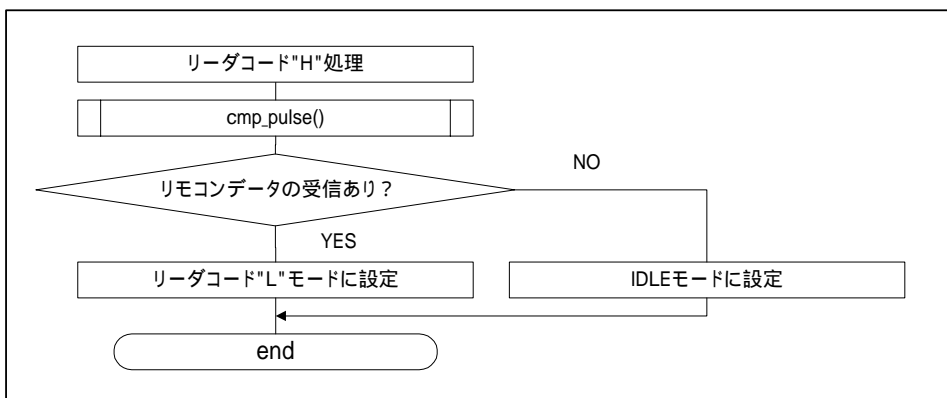 リーダコード"H"処理
cmp_pulse()
リモコンデータの受信あり？
NO
YES
リーダコード"L"モードに設定
IDLEモードに設定
end